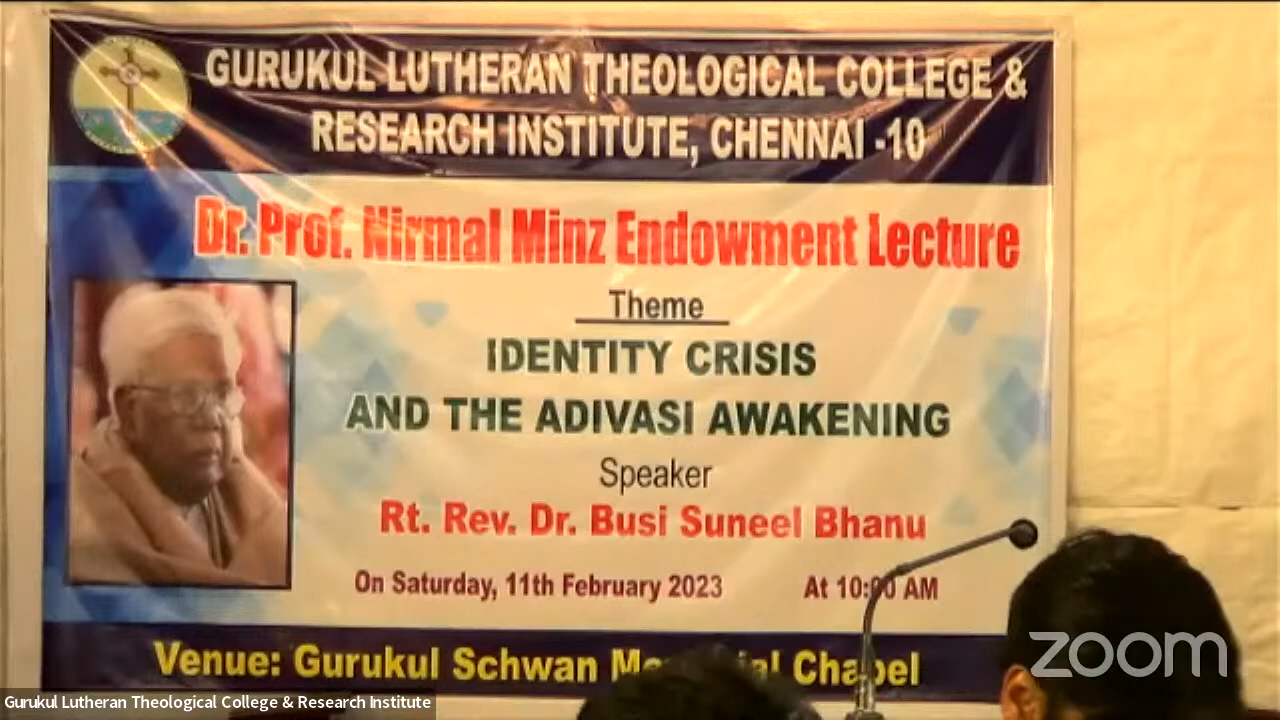 GURUKUL LUTHERAN THEOLOGICAL COLLEGE &
RESEARCH INSTITUTE, CHENNAI -10
Dr. Prof. Nirmal Minz Endowment Lecture
Theme
IDENTITY CRISIS
AND THE ADIVASI AWAKENING
Speaker
Rt. Rev. Dr. Busi Suneel Bhanu
On Saturday, 11th February 2023 At 10:00 AM
Venue: Gurukul Schwan Memorial Chapel
Gurukul Lutheran Theological College & Research Institute
zoom